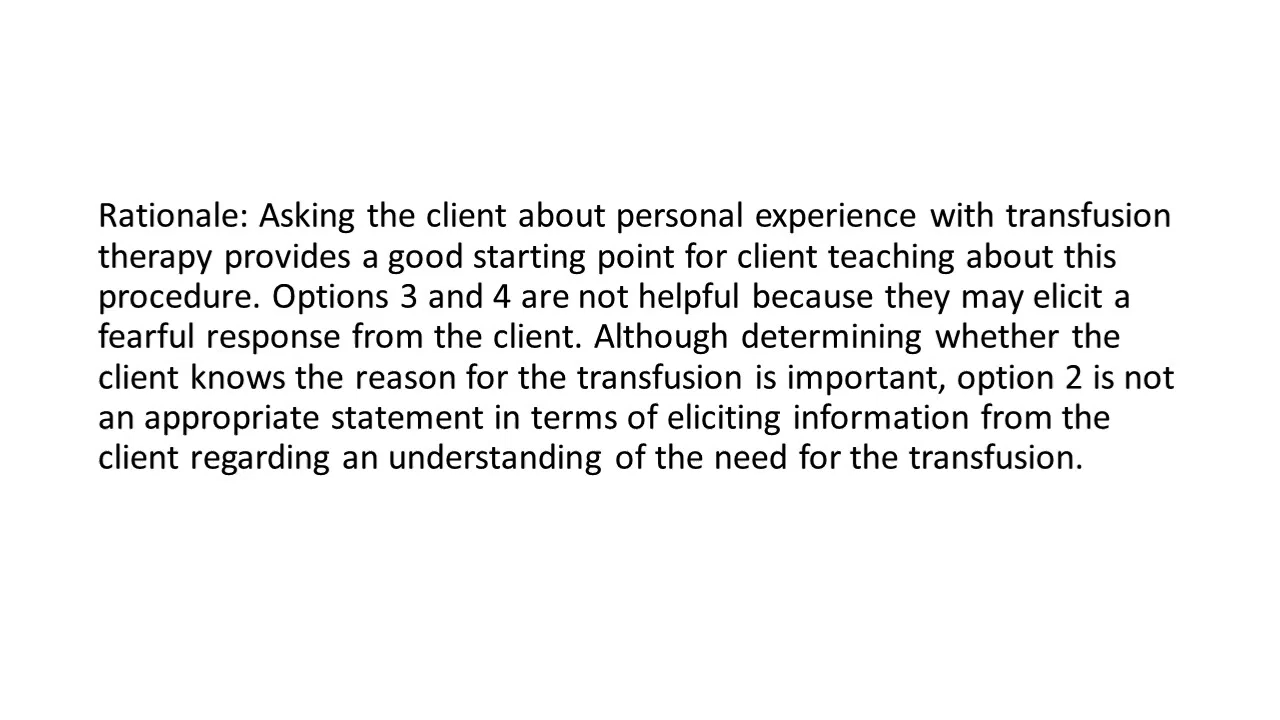 Rationale: Asking the client about personal experience with transfusion
therapy provides a good starting point for client teaching about this
procedure. Options 3 and 4 are not helpful because they may elicit a
fearful response from the client. Although determining whether the
client knows the reason for the transfusion is important, option 2 is not
an appropriate statement in terms of eliciting information from the
client regarding an understanding of the need for the transfusion.